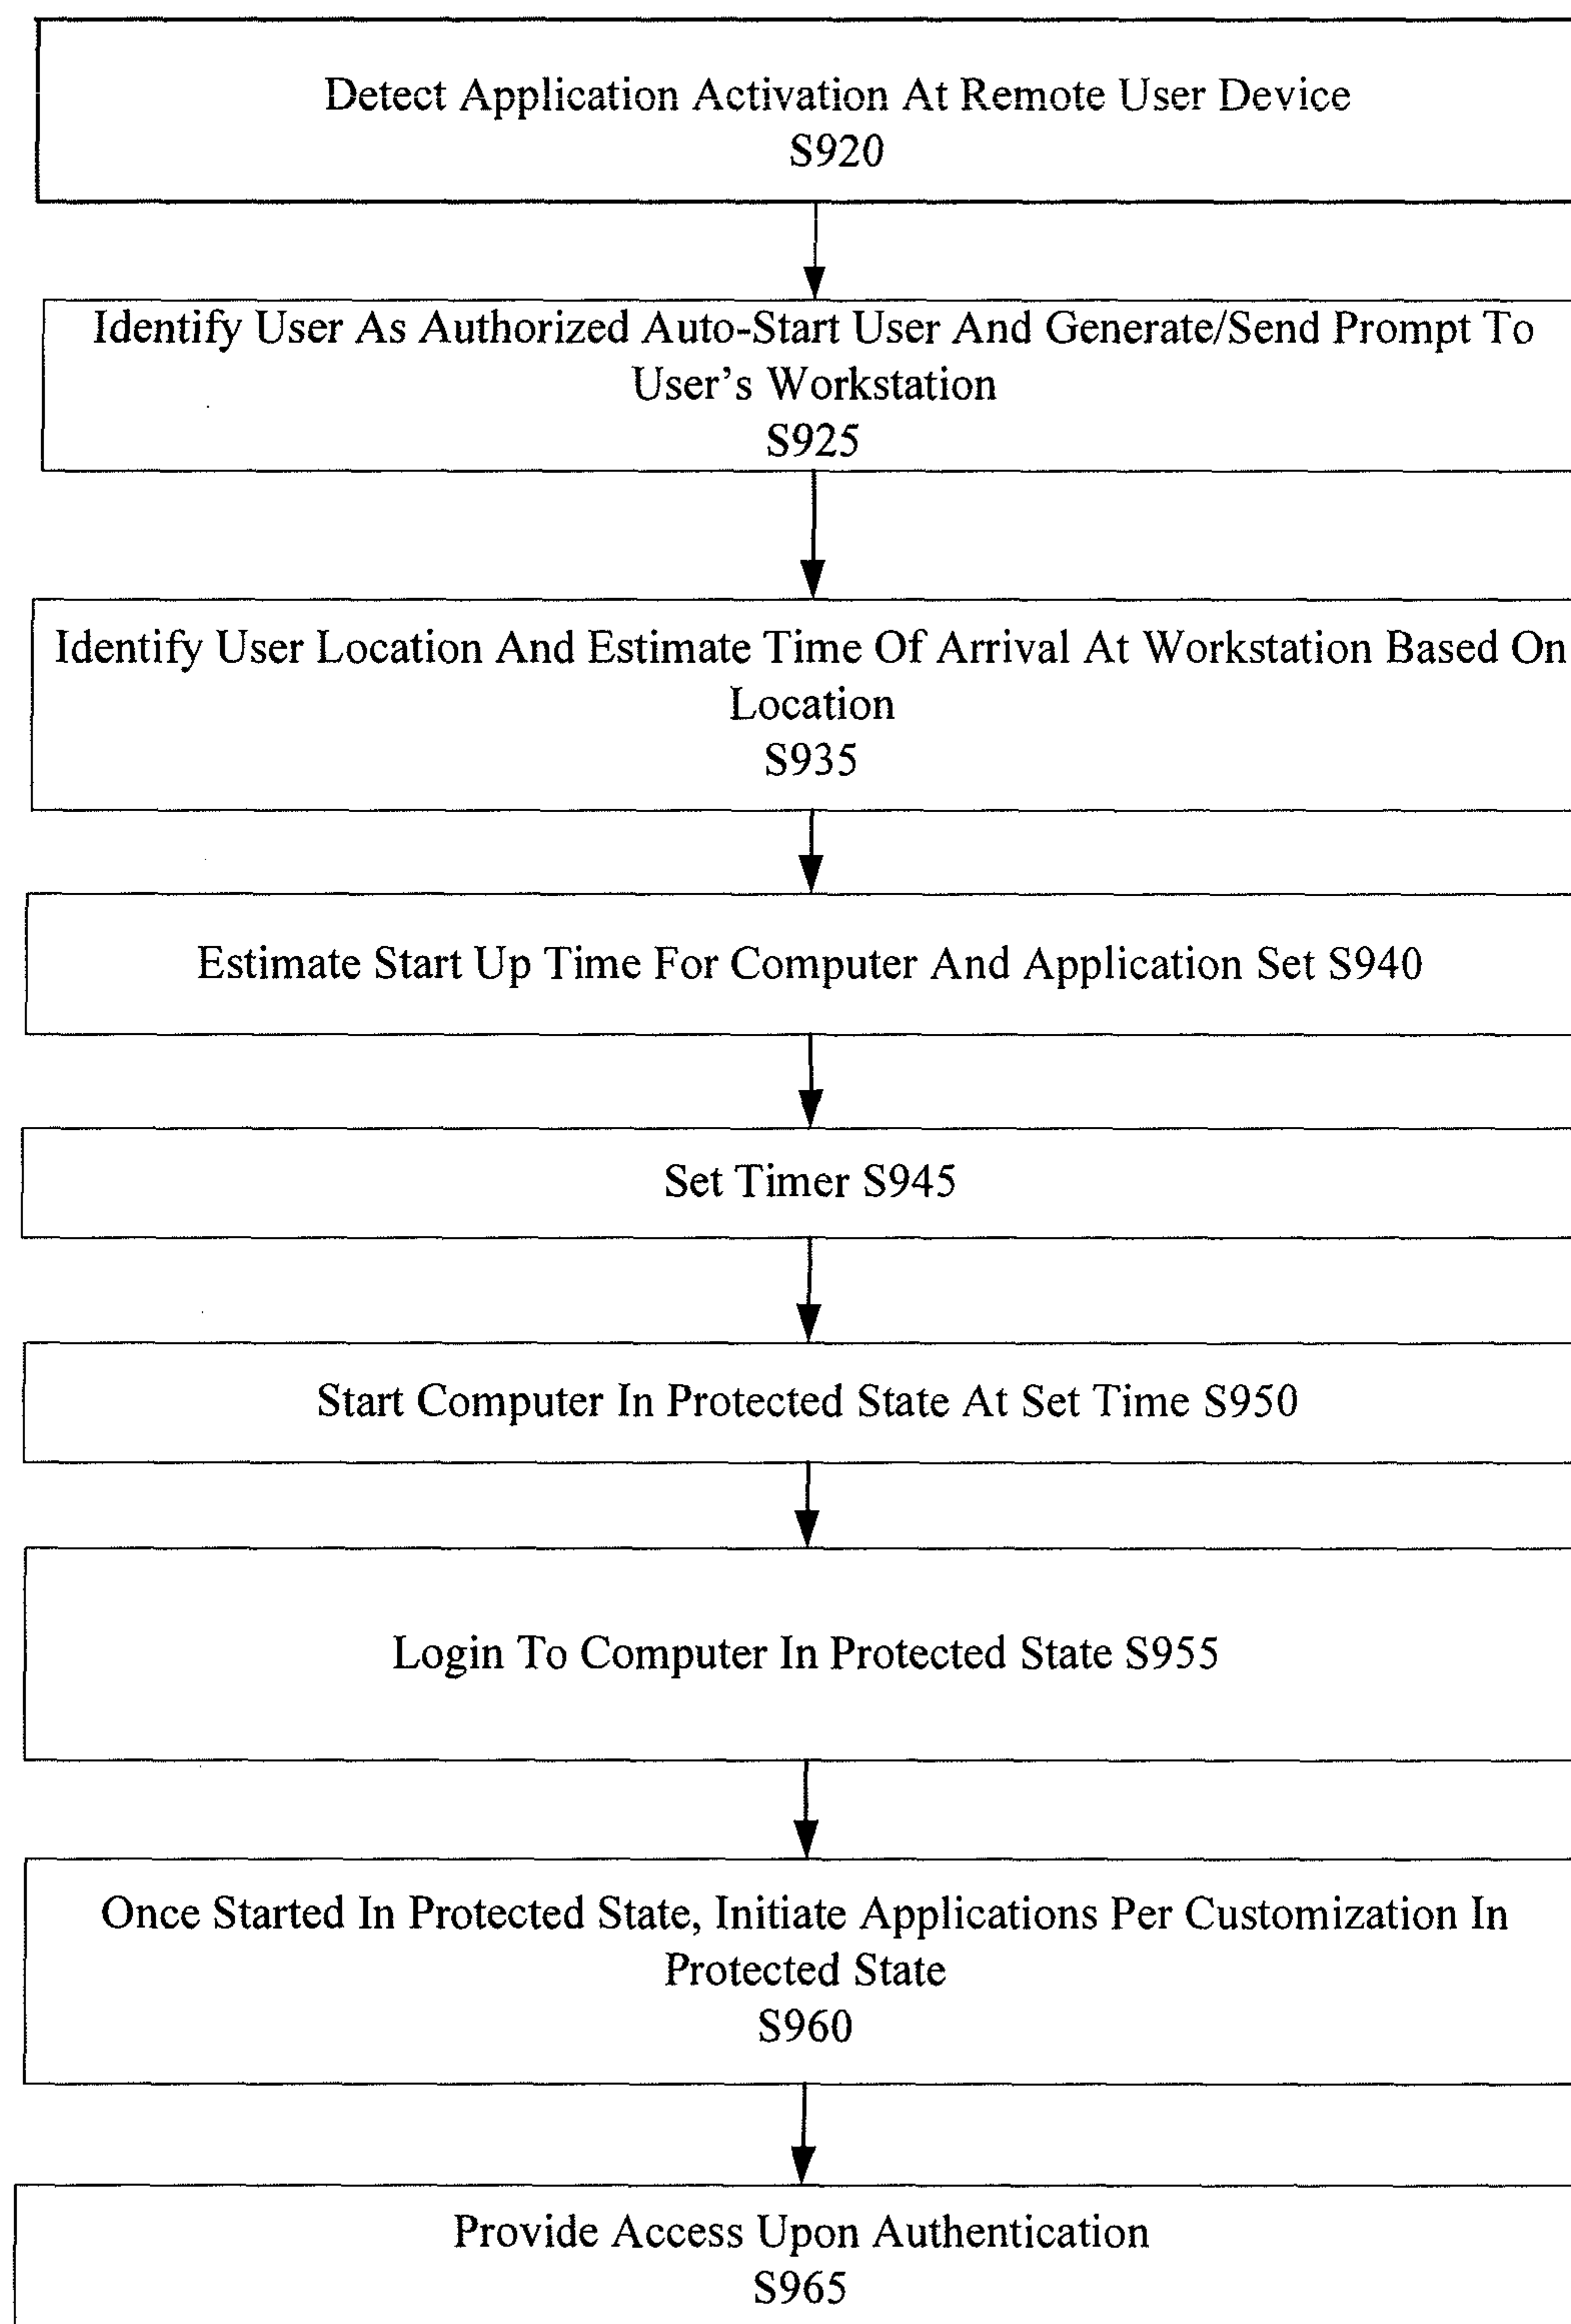 Detect Application Activation At Remote User Device
S920
Identify User As Authorized Auto-Start User And Generate/Send Prompt To
User's Workstation
S925
Identify User Location And Estimate Time Of Arrival At Workstation Based On
Location
S935
Estimate Start Up Time For Computer And Application Set S940
Set Timer S945
Start Computer In Protected State At Set Time S950
Login To Computer In Protected State S955
Once Started In Protected State, Initiate Applications Per Customization In
Protected State
S960
Provide Access Upon Authentication
S965